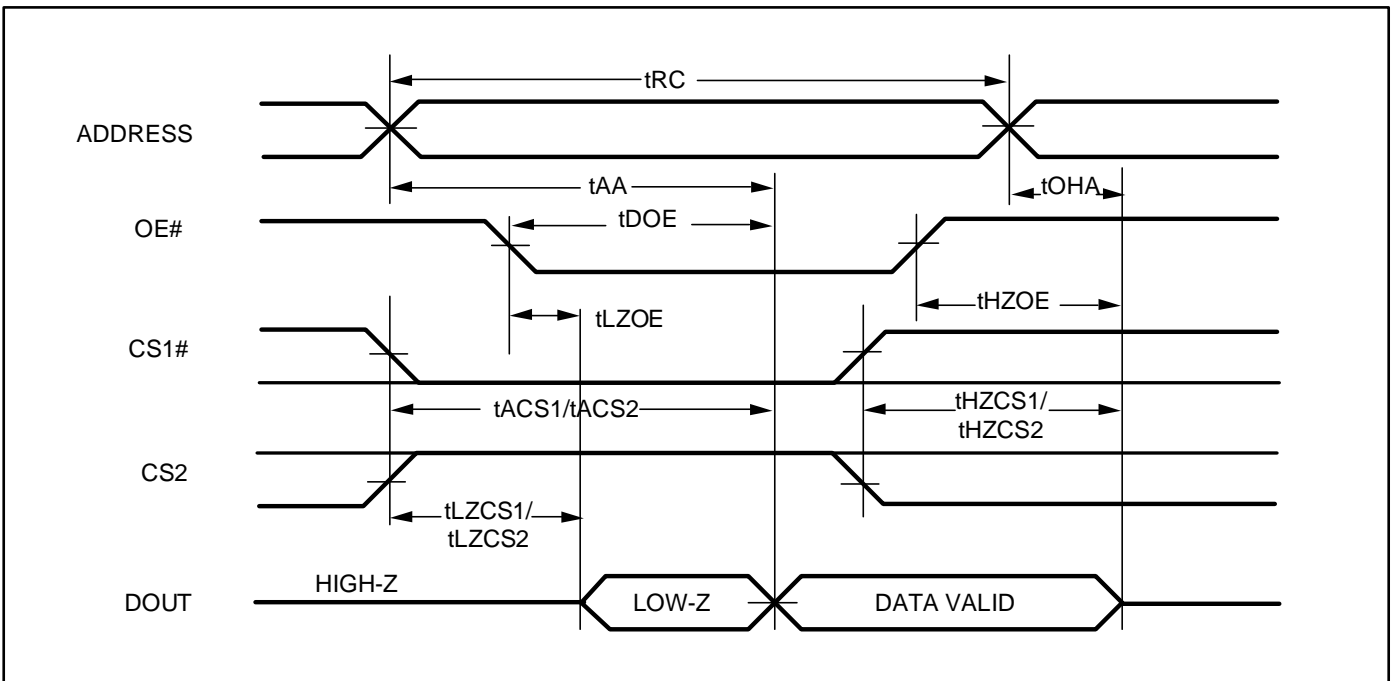 tRC
ADDRESS
tAA
tOHA
OE#
tDOE
tHZOE
tLZOE
CS1#
tACS1/tACS2
tHZCS1/
tHZCS2
CS2
tLZCS1/
tLZCS2
HIGH-Z
DOUT
LOW-Z
DATA VALID